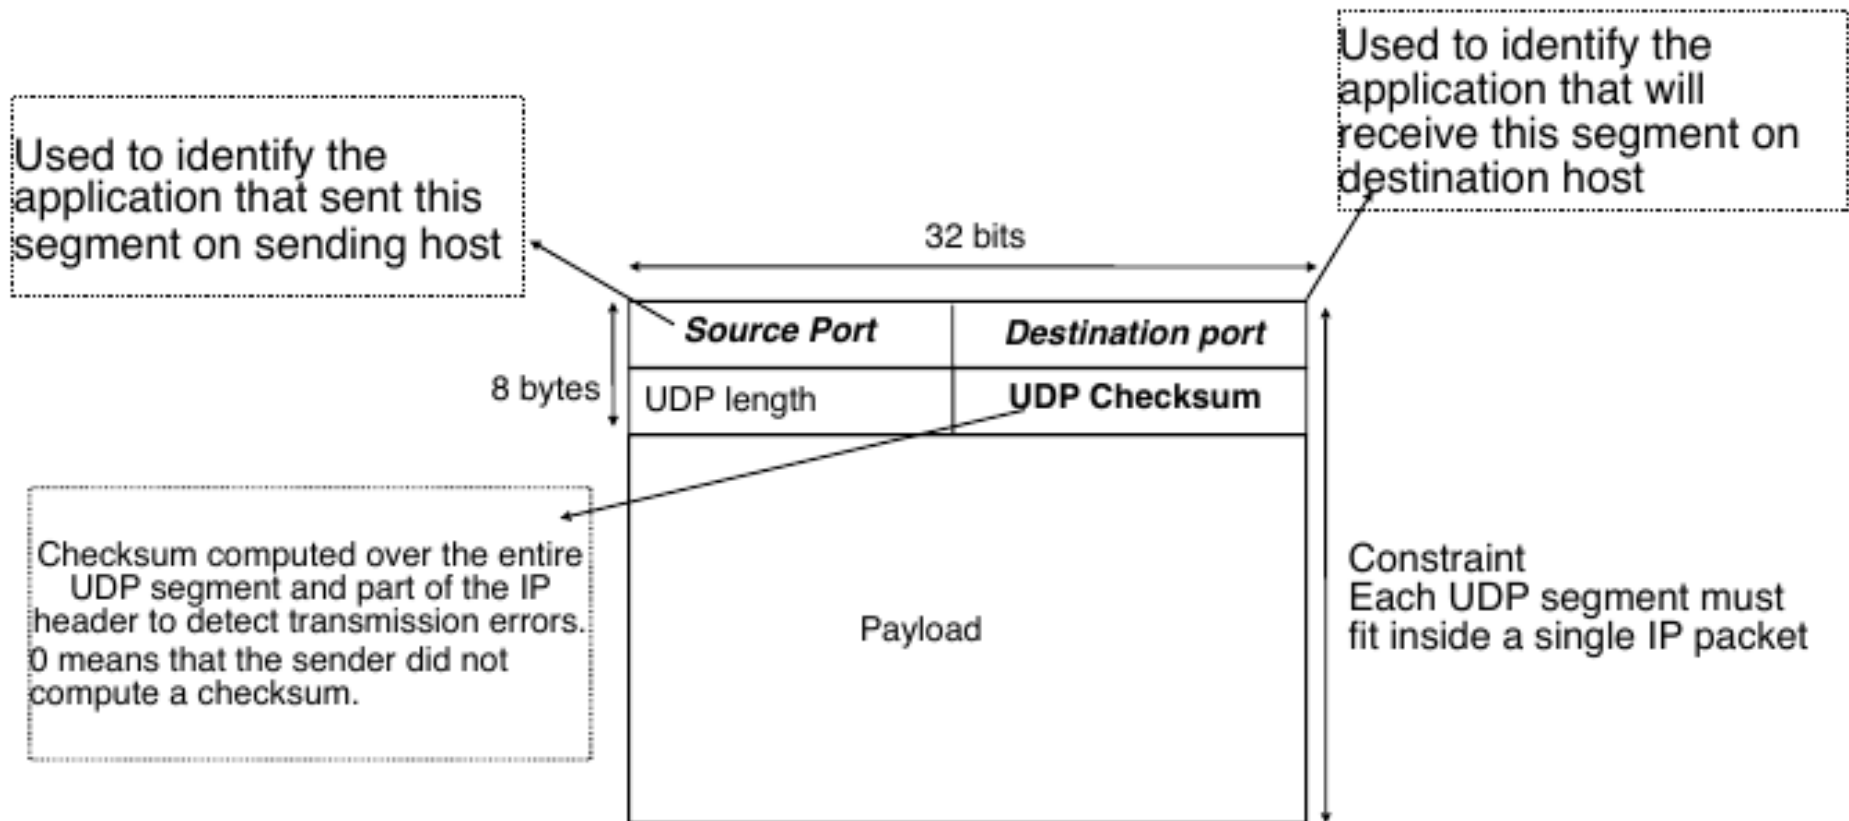 Used to identify the
application that will
receive this segment on
destination host
Used to identify the
application that sent this
segment on sending host
32 bits
Source Port
Destination port
8 bytes
UDP length
UDP Checksum
Checksum computed over the entire
UDP segment and part of the IP
header to detect transmission errors.
0 means that the sender did not
compute a checksum.
Constraint
Each UDP segment must
fit inside a single IP packet
Payload